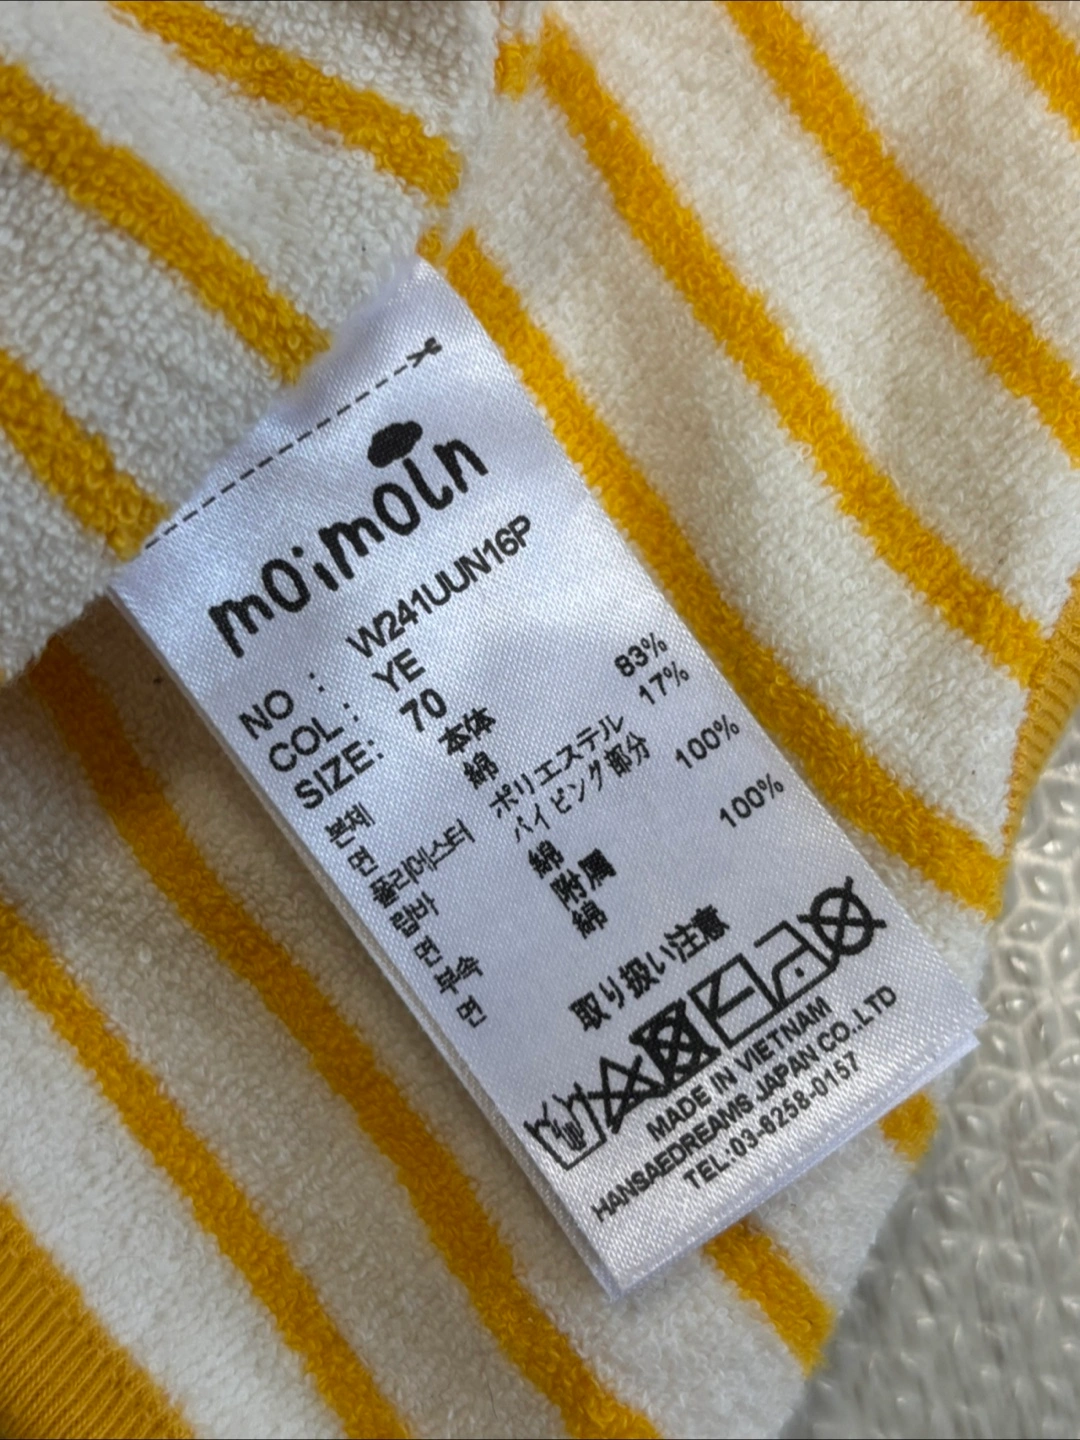 moimoln
NO : W241UUN16P
COL : YE
SIZE: 70
본체 本体
면 綿 83%
폴리에스터 ポリエステル 17%
랍바 パイピング部分
면 綿 100%
부속 附属
면 綿 100%
取り扱い注意
MADE IN VIETNAM
HANSAEDREAMS JAPAN CO.,LTD
TEL:03-6258-0157